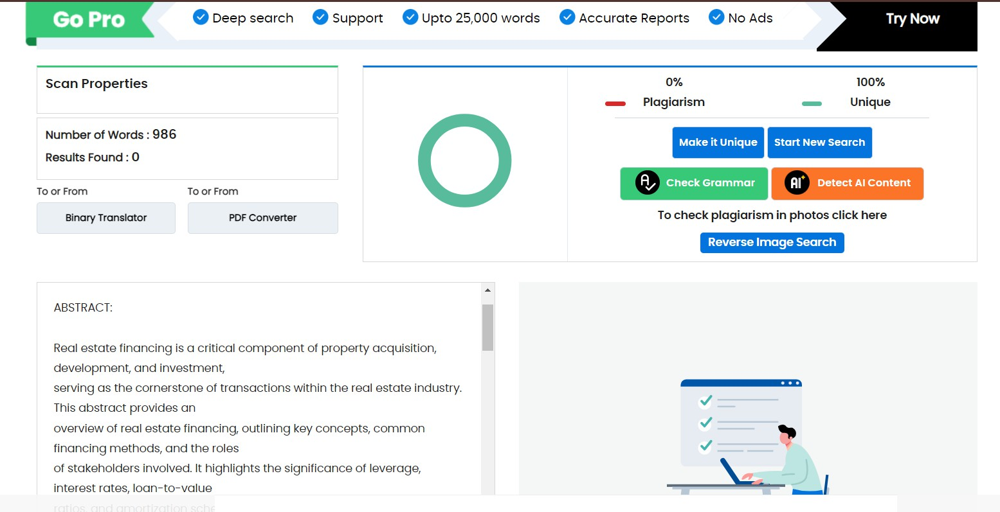 Go Pro
Deep search
Support
Upto 25,000 words
Accurate Reports
No Ads
Try Now
Scan Properties
Number of Words : 986
Results Found : 0
To or From
To or From
Binary Translator
PDF Converter
0%
100%
Plagiarism
Unique
Make it Unique
Start New Search
Check Grammar
Detect AI Content
To check plagiarism in photos click here
Reverse Image Search
ABSTRACT:
Real estate financing is a critical component of property acquisition,
development, and investment,
serving as the cornerstone of transactions within the real estate industry.
This abstract provides an
overview of real estate financing, outlining key concepts, common
financing methods, and the roles
of stakeholders involved. It highlights the significance of leverage,
interest rates, loan-to-value
ratios, and amortization sche